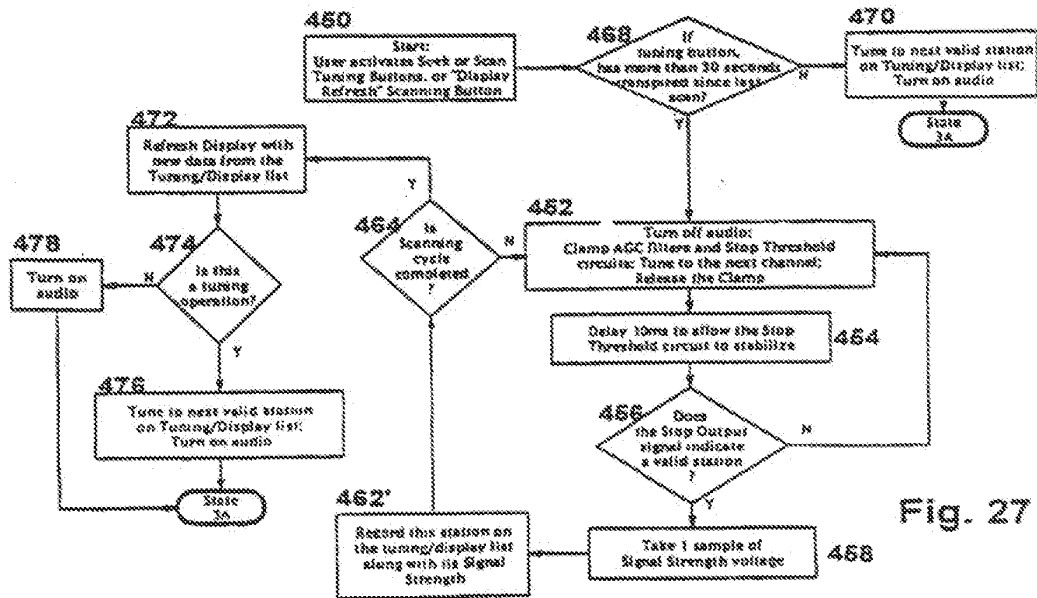 450
Start:
User activates Seek or Scan
Tuning Buttons, or "Display
Refresh" Scanning Button
468
If
tuning button,
has more than 30 seconds
transpired since less
scan?
N
Y
470
Tune to next valid station
on Tuning/Display list;
Turn on audio
State
3A
472
Refresh Display with
new data from the
Tuning/Display list
474
Is this
a tuning
operation?
N
Y
478
Turn on
audio
476
Tune to next valid station
on Tuning/Display list;
Turn on audio
State
3A
464
Is
Scanning
cycle
completed
?
Y
N
452
Turn off audio;
Clamp AGC filters and Stop Threshold
circuits; Tune to the next channel;
Release the Clamp
Delay 10ms to allow the Stop
Threshold circuit to stabilize
454
456
Does
the Stop Output
signal indicate
a valid station
?
N
Y
462'
Record this station on
the tuning/display list
along with its Signal
Strength
Take 1 sample of
Signal Strength voltage
458
Fig. 27